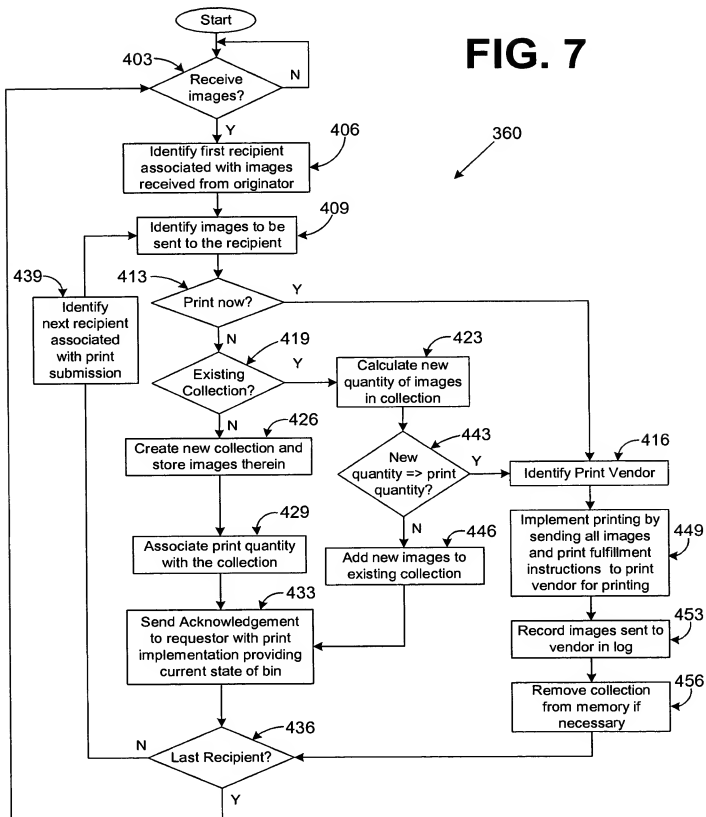 Start
FIG. 7
403
Receive
images?
N
Y
360
Identify first recipient
associated with images
received from originator
406
Identify images to be
sent to the recipient
409
439
Identify
next recipient
associated
with print
submission
413
Print now?
Y
N
419
Existing
Collection?
Y
N
423
Calculate new
quantity of images
in collection
426
Create new collection and
store images therein
443
New
quantity => print
quantity?
Y
N
416
Identify Print Vendor
429
Associate print quantity
with the collection
446
Add new images to
existing collection
Implement printing by
sending all images
and print fulfillment
instructions to print
vendor for printing
449
433
Send Acknowledgement
to requestor with print
implementation providing
current state of bin
453
Record images sent to
vendor in log
456
Remove collection
from memory if
necessary
436
Last Recipient?
N
Y